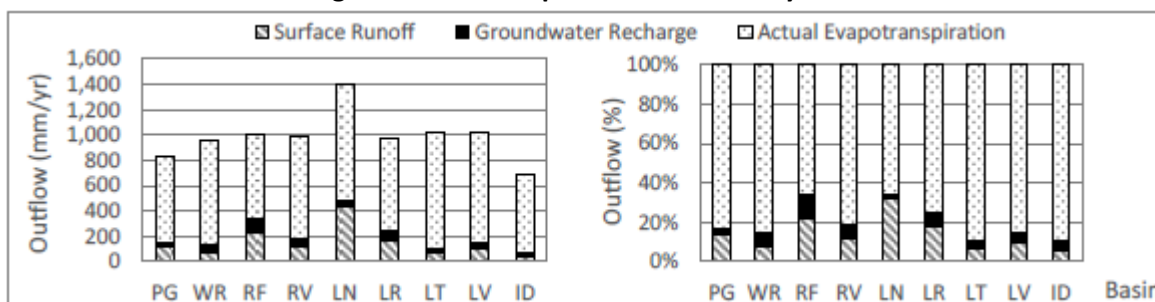 Surface Runoff Groundwater Recharge Actual Evapotranspiration
Outflow (mm/yr)
1,600
1,400
1,200
1,000
800
600
400
200
0
PG WR RF RV LN LR LT LV ID
Outflow (%)
100%
80%
60%
40%
20%
0%
PG WR RF RV LN LR LT LV ID
Basin